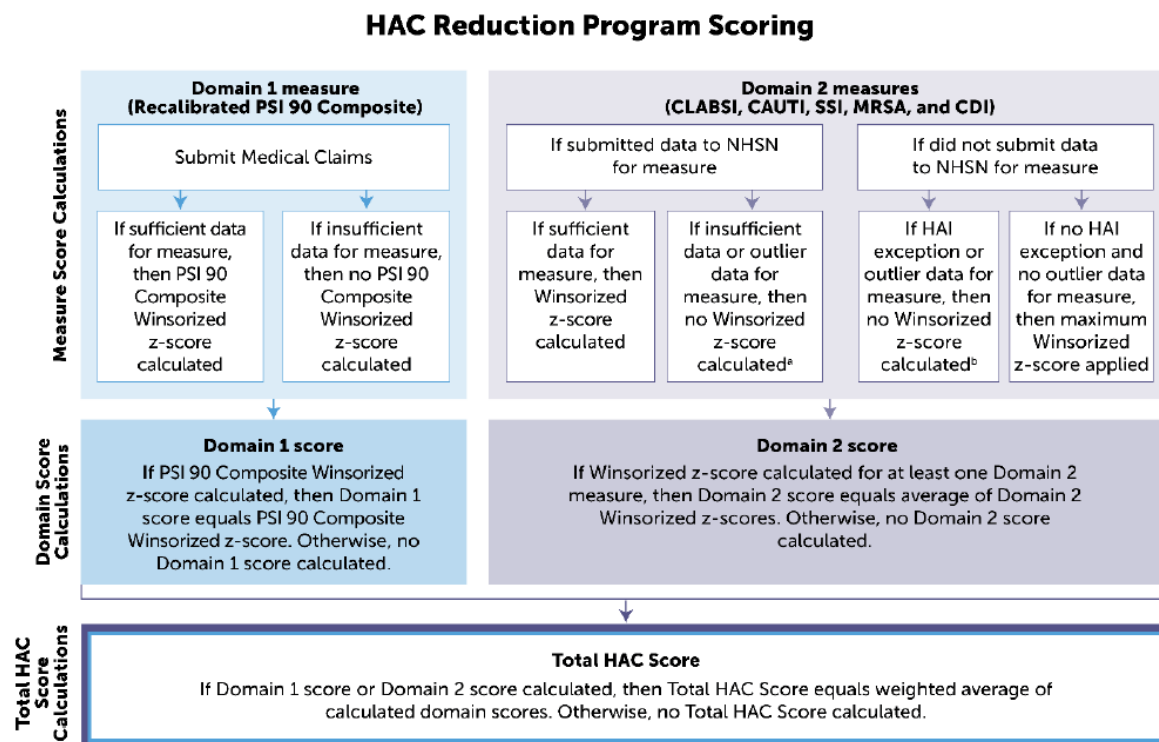 HAC Reduction Program Scoring
Measure Score Calculations
Domain 1 measure
(Recalibrated PSI 90 Composite)
Submit Medical Claims
If sufficient data
for measure,
then PSI 90
Composite
Winsorized
z-score
calculated
If insufficient
data for measure,
then no PSI 90
Composite
Winsorized
z-score
calculated
Domain 2 measures
(CLABSI, CAUTI, SSI, MRSA, and CDI)
If submitted data to NHSN
for measure
If sufficient
data for
measure, then
Winsorized
z-score
calculated
If insufficient
data or outlier
data for
measure, then
no Winsorized
z-score
calculatedᵃ
If did not submit data
to NHSN for measure
If HAI
exception or
outlier data for
measure, then
no Winsorized
z-score
calculatedᵇ
If no HAI
exception and
no outlier data
for measure,
then maximum
Winsorized
z-score applied
Domain Score
Calculations
Domain 1 score
If PSI 90 Composite Winsorized
z-score calculated, then Domain 1
score equals PSI 90 Composite
Winsorized z-score. Otherwise, no
Domain 1 score calculated.
Domain 2 score
If Winsorized z-score calculated for at least one Domain 2
measure, then Domain 2 score equals average of Domain 2
Winsorized z-scores. Otherwise, no Domain 2 score
calculated.
Total HAC
Score
Calculations
Total HAC Score
If Domain 1 score or Domain 2 score calculated, then Total HAC Score equals weighted average of
calculated domain scores. Otherwise, no Total HAC Score calculated.